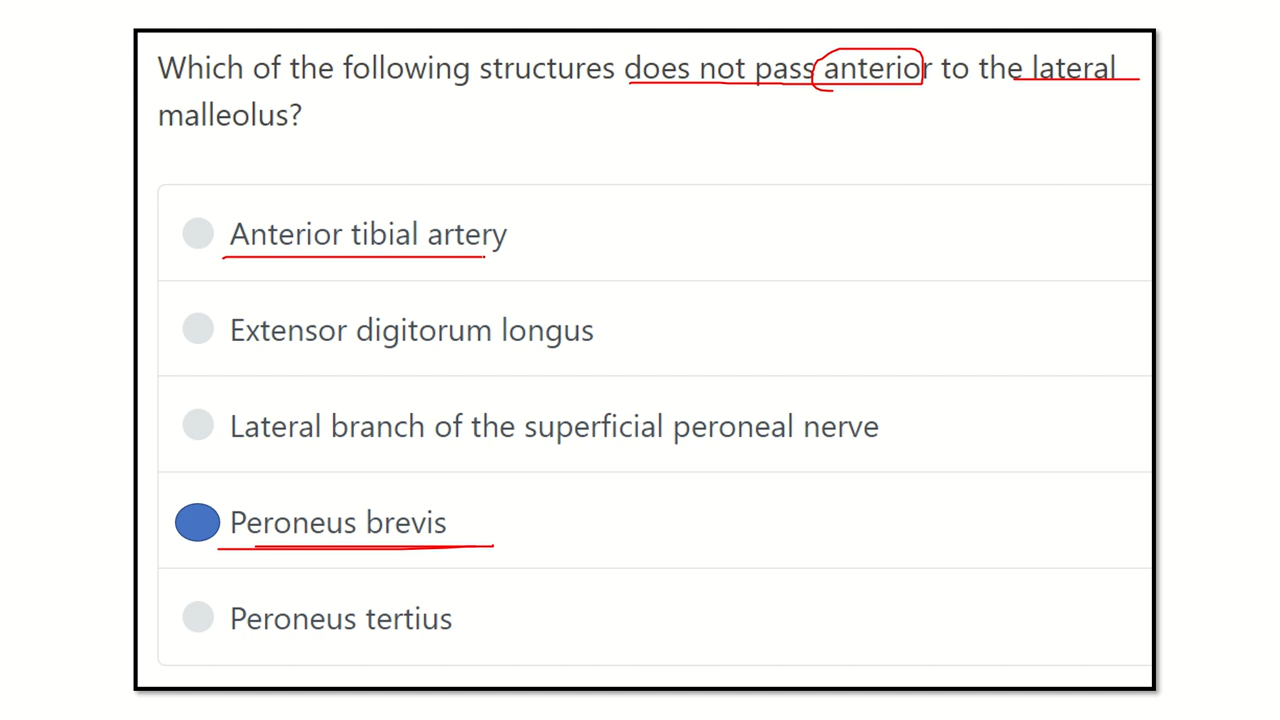 Which of the following structures does not pass anterior to the lateral
malleolus?
Anterior tibial artery
Extensor digitorum longus
Lateral branch of the superficial peroneal nerve
Peroneus brevis
Peroneus tertius